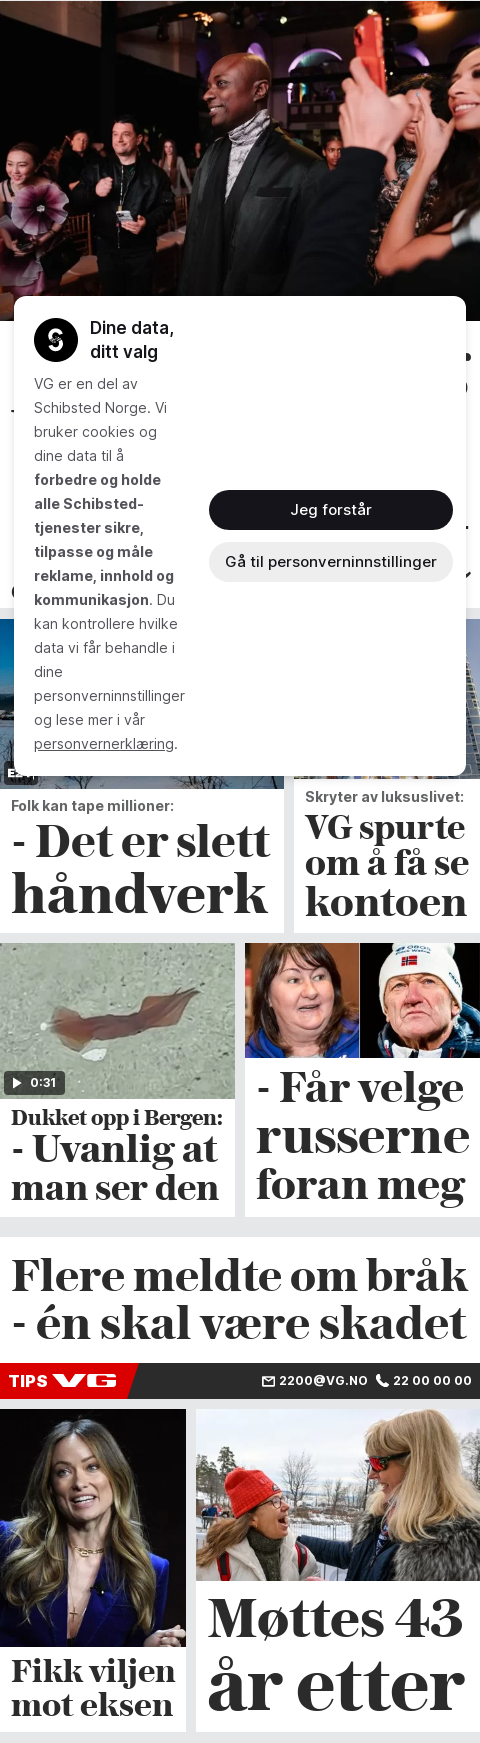 Dine data,
ditt valg
VG er en del av
Schibsted Norge. Vi
bruker cookies og
dine data til å
forbedre og holde
alle Schibsted-
tjenester sikre,
tilpasse og måle
reklame, innhold og
kommunikasjon. Du
kan kontrollere hvilke
data vi får behandle i
dine
personverninnstillinger
og lese mer i vår
personvernerklæring.
Jeg forstår
Gå til personverninnstillinger
Folk kan tape millioner:
- Det er slett
håndverk
Skryter av luksuslivet:
VG spurte
om å få se
kontoen
0:31
Dukket opp i Bergen:
- Uvanlig at
man ser den
- Får velge
russerne
foran meg
Flere meldte om bråk
- én skal være skadet
TIPS VG
2200@VG.NO 22 00 00 00
Fikk viljen
mot eksen
Møttes 43
år etter